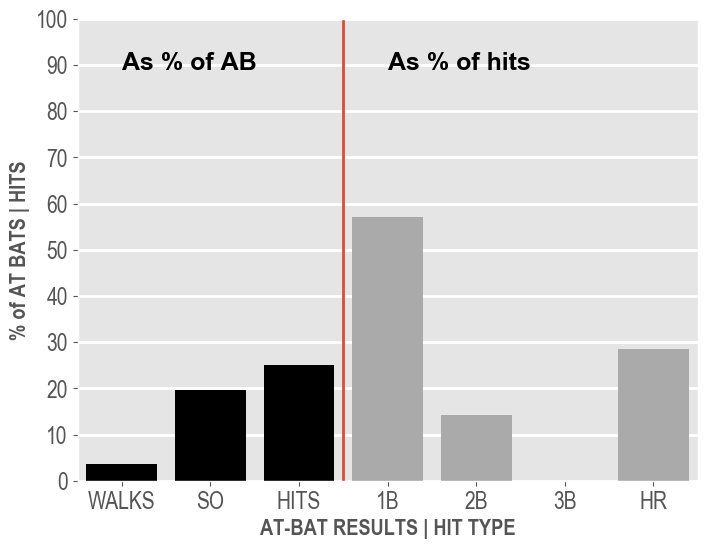 As % of AB
As % of hits
100
90
80
70
60
50
40
30
20
10
0
% of AT BATS | HITS
WALKS SO HITS 1B 2B 3B HR
AT-BAT RESULTS | HIT TYPE